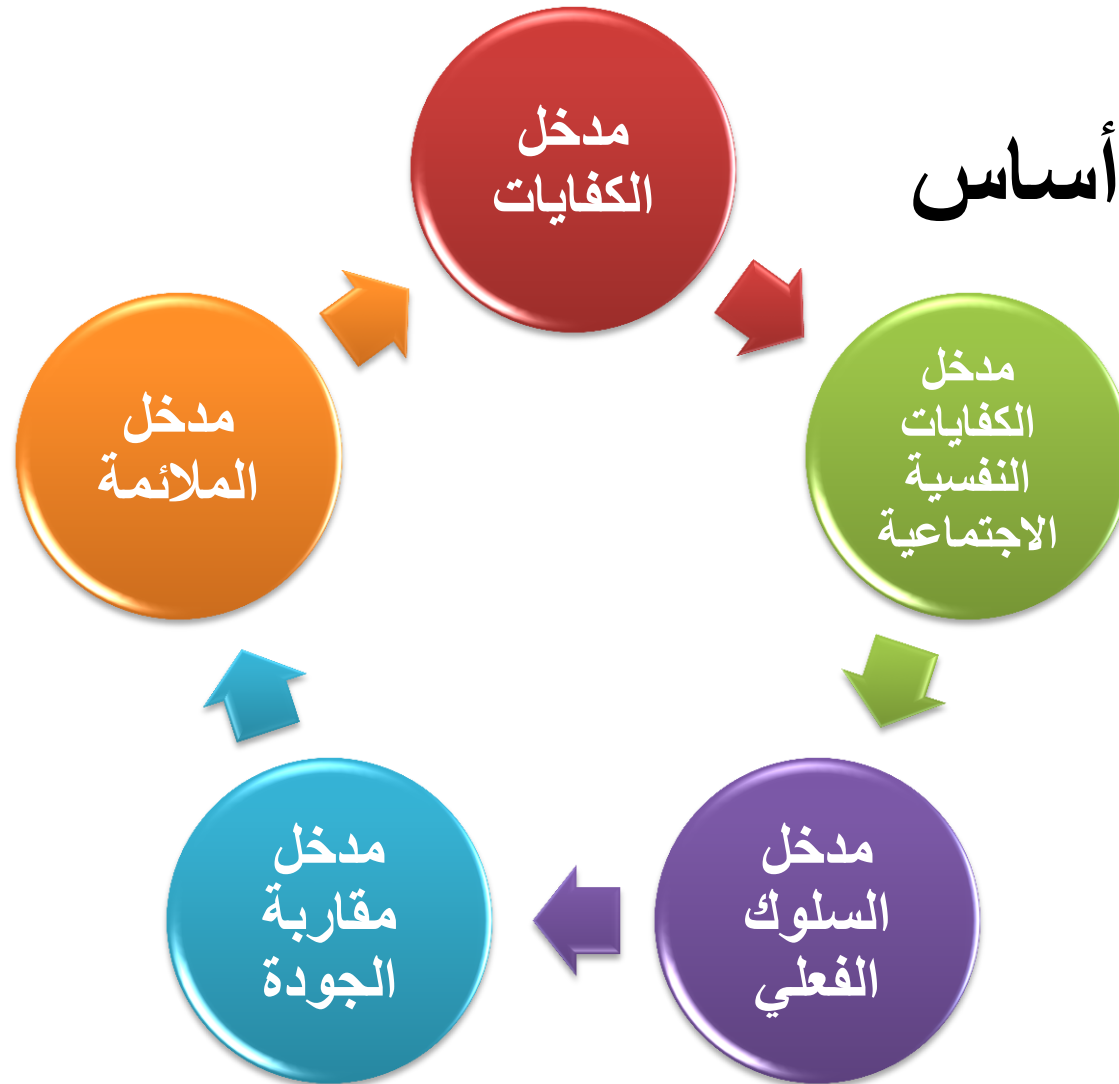 أساس
مدخل
الكفايات
مدخل
الكفايات
النفسية
الاجتماعية
مدخل
السلوك
الفعلي
مدخل
مقاربة
الجودة
مدخل
الملائمة